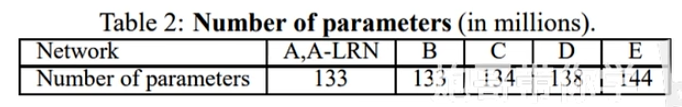 Table 2: Number of parameters (in millions).
Network A,A-LRN B C D E
Number of parameters 133 133 134 138 144